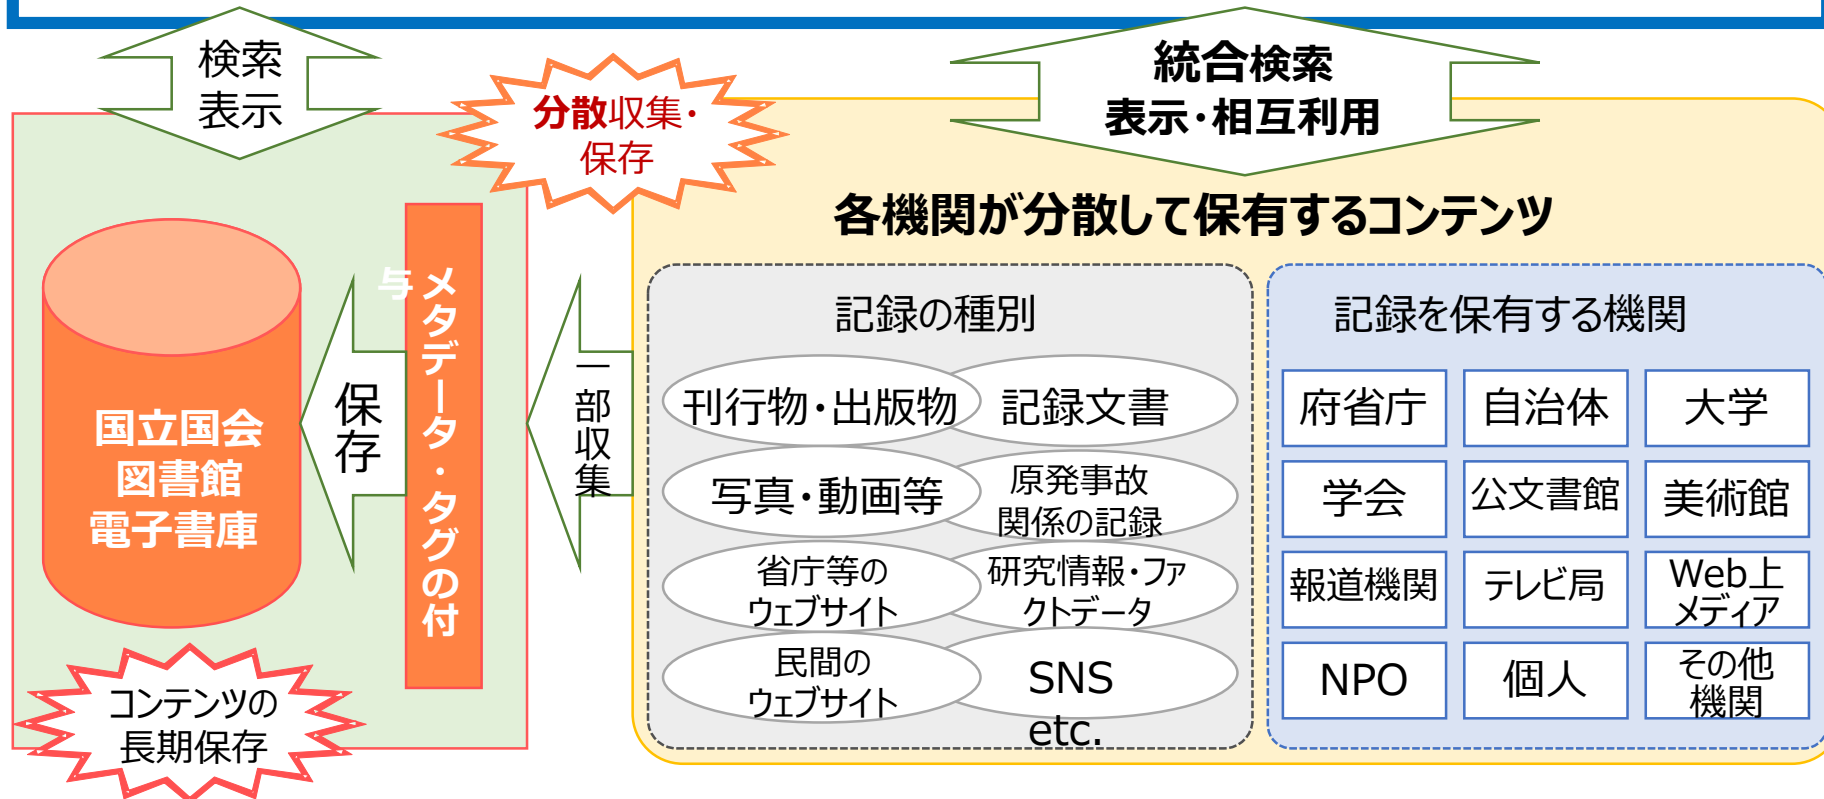 検索
表示
分散収集・
保存
統合検索
表示・相互利用
各機関が分散して保有するコンテンツ
国立国会
図書館
電子書庫
保存
メタデータ・タグの付
与
一部収集
コンテンツの
長期保存
記録の種別
刊行物・出版物
記録文書
写真・動画等
原発事故
関係の記録
省庁等の
ウェブサイト
研究情報・ファ
クトデータ
民間の
ウェブサイト
SNS
etc.
記録を保有する機関
府省庁
自治体
大学
学会
公文書館
美術館
報道機関
テレビ局
Web上
メディア
NPO
個人
その他
機関